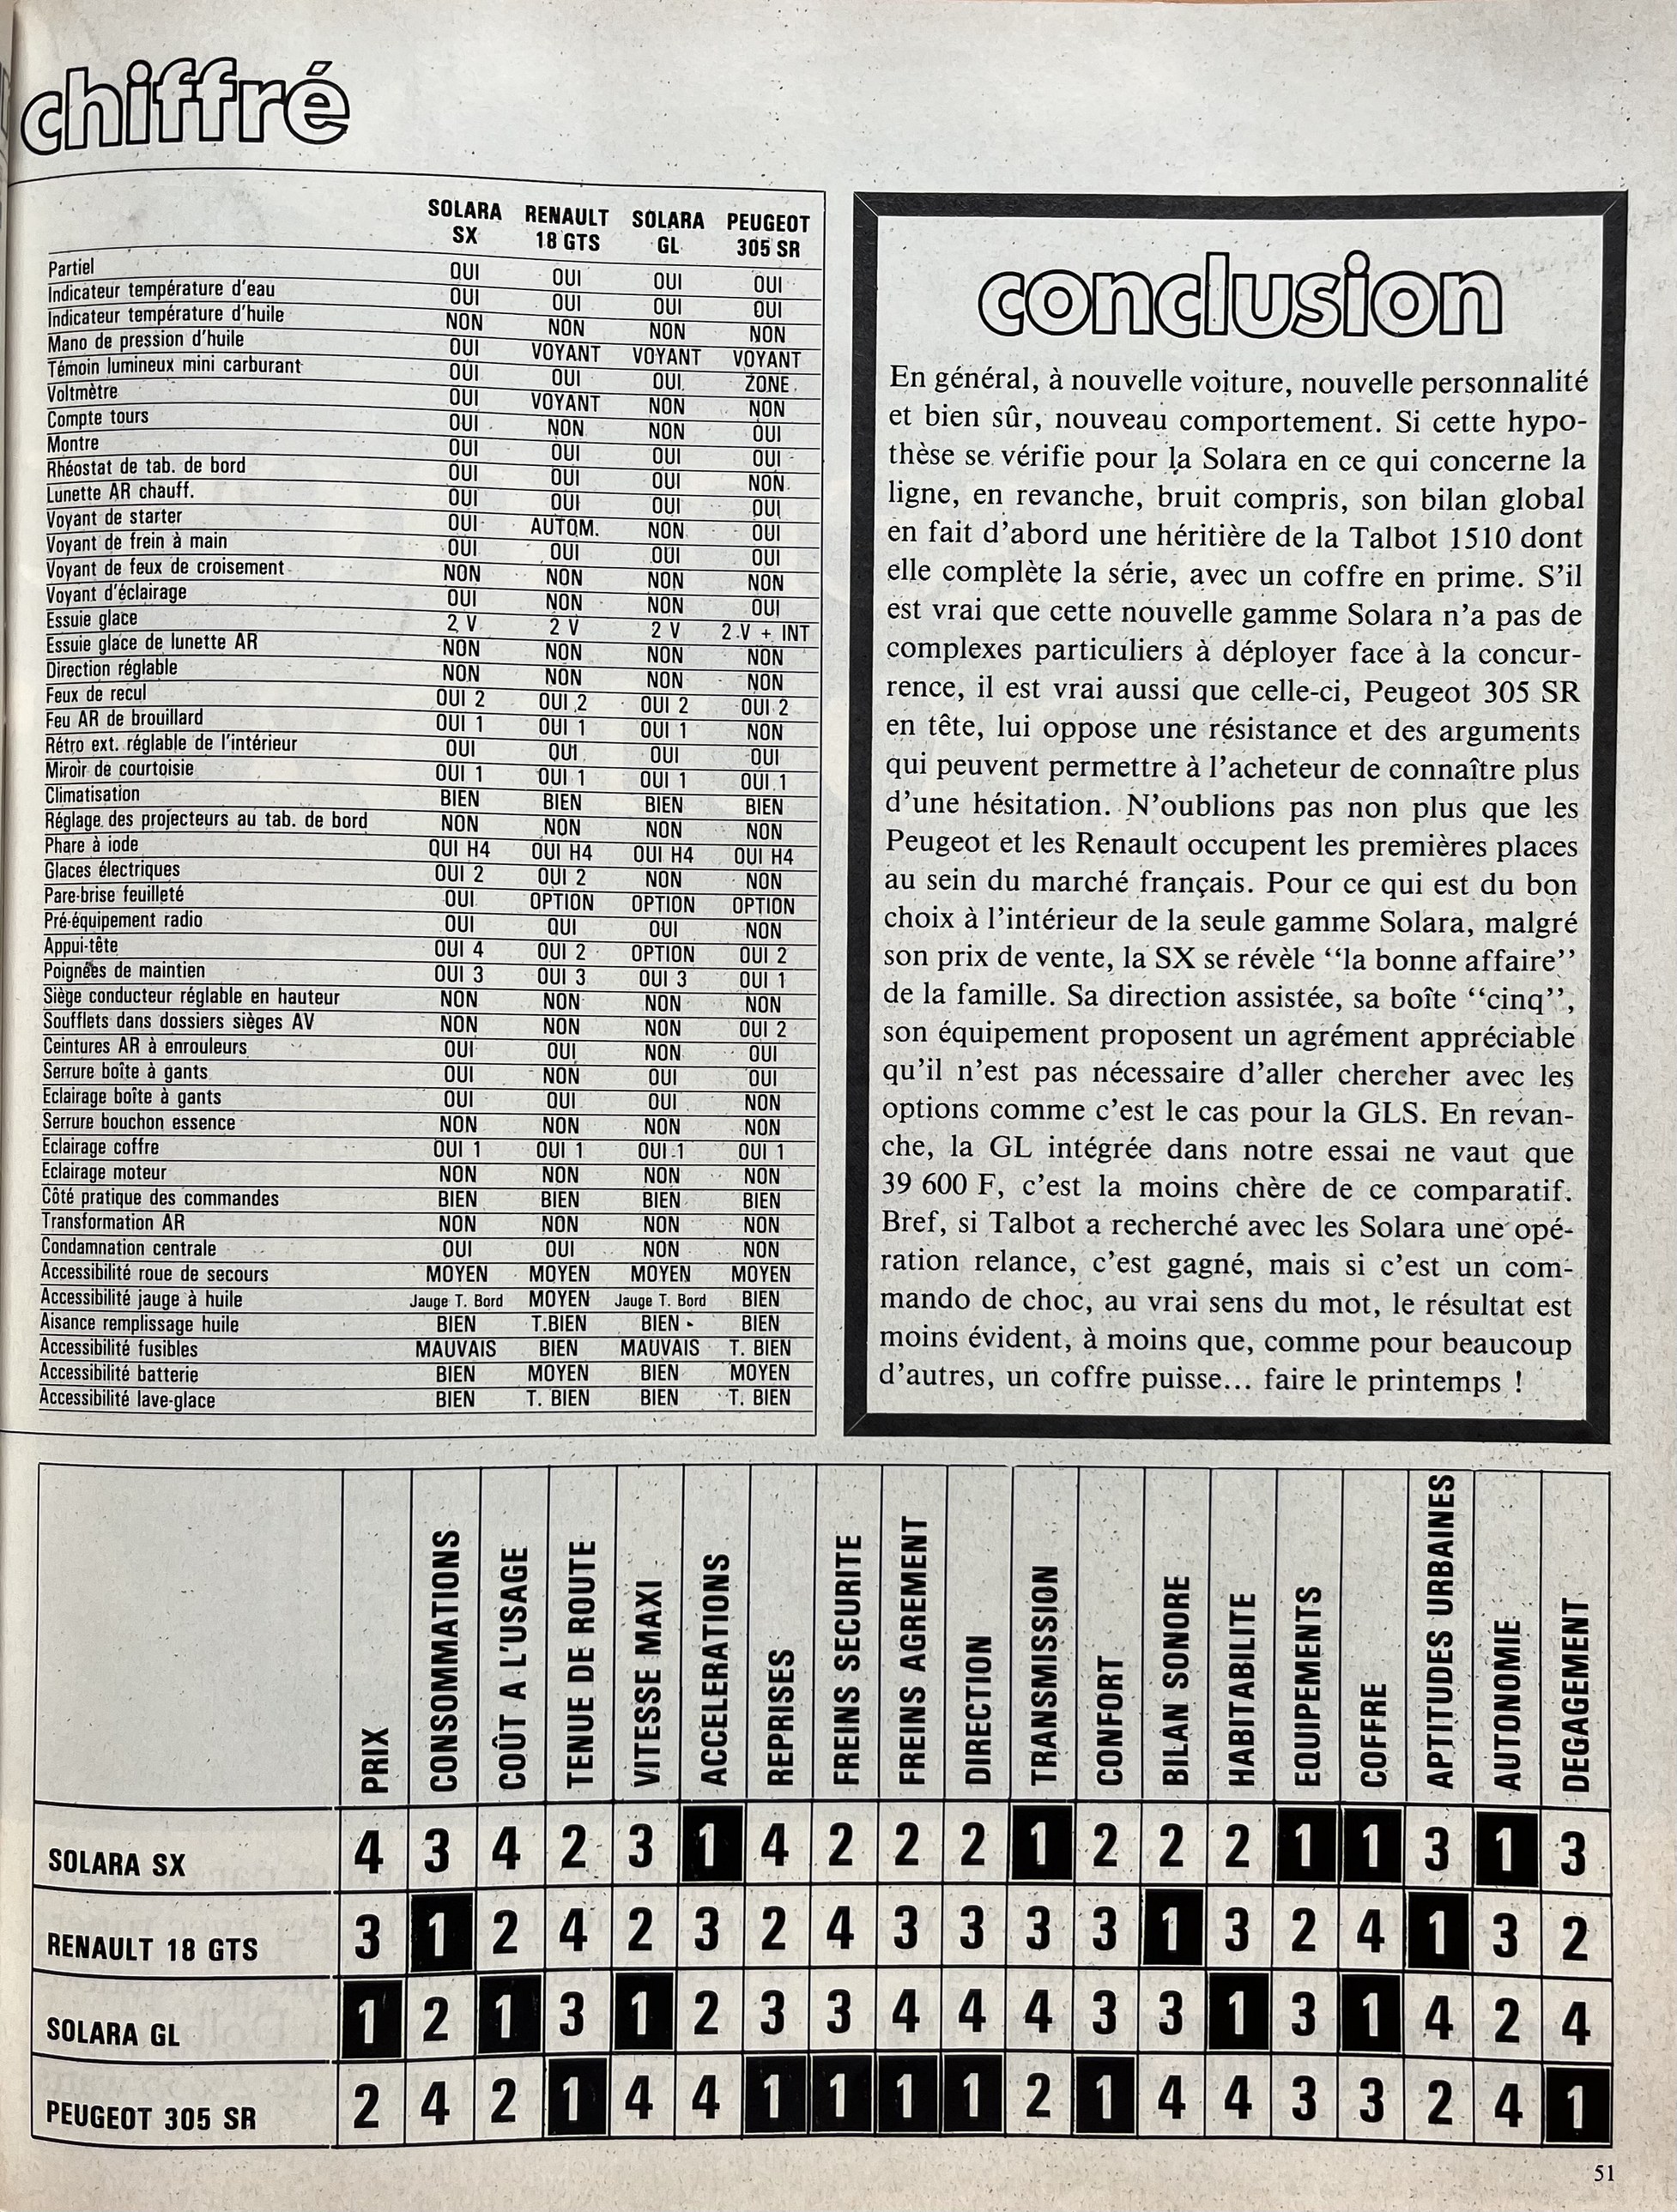 chiffré
SOLARA SX RENAULT 18 GTS SOLARA GL PEUGEOT 305 SR
Partiel OUI OUI OUI OUI
Indicateur température d'eau OUI OUI OUI OUI
Indicateur température d'huile NON NON NON NON
Mano de pression d'huile OUI VOYANT VOYANT VOYANT
Témoin lumineux mini carburant OUI OUI OUI ZONE
Voltmètre OUI VOYANT NON NON
Compte tours OUI NON NON OUI
Montre OUI OUI OUI OUI
Rhéostat de tab. de bord OUI OUI OUI NON
Lunette AR chauff. OUI OUI OUI OUI
Voyant de starter OUI AUTOM. NON OUI
Voyant de frein à main OUI OUI OUI OUI
Voyant de feux de croisement NON NON NON NON
Voyant d'éclairage OUI NON NON OUI
Essuie glace 2 V 2 V 2 V 2 V + INT
Essuie glace de lunette AR NON NON NON NON
Direction réglable NON NON NON NON
Feux de recul OUI 2 OUI 2 OUI 2 OUI 2
Feu AR de brouillard OUI 1 OUI 1 OUI 1 NON
Rétro ext. réglable de l'intérieur OUI OUI OUI OUI
Miroir de courtoisie OUI 1 OUI 1 OUI 1 OUI 1
Climatisation BIEN BIEN BIEN BIEN
Réglage des projecteurs au tab. de bord NON NON NON NON
Phare à iode OUI H4 OUI H4 OUI H4 OUI H4
Glaces électriques OUI 2 OUI 2 NON NON
Pare-brise feuilleté OUI OPTION OPTION OPTION
Pré-équipement radio OUI OUI OUI NON
Appui-tête OUI 4 OUI 2 OPTION OUI 2
Poignées de maintien OUI 3 OUI 3 OUI 3 OUI 1
Siège conducteur réglable en hauteur NON NON NON NON
Soufflets dans dossiers sièges AV NON NON NON OUI 2
Ceintures AR à enrouleurs OUI OUI NON OUI
Serrure boîte à gants OUI NON OUI OUI
Eclairage boîte à gants OUI OUI OUI NON
Serrure bouchon essence NON NON NON NON
Eclairage coffre OUI 1 OUI 1 OUI 1 OUI 1
Eclairage moteur NON NON NON NON
Côté pratique des commandes BIEN BIEN BIEN BIEN
Transformation AR NON NON NON NON
Condamnation centrale OUI OUI NON NON
Accessibilité roue de secours MOYEN MOYEN MOYEN MOYEN
Accessibilité jauge à huile Jauge T. Bord MOYEN Jauge T. Bord BIEN
Aisance remplissage huile BIEN T.BIEN BIEN BIEN
Accessibilité fusibles MAUVAIS BIEN MAUVAIS T. BIEN
Accessibilité batterie BIEN MOYEN BIEN MOYEN
Accessibilité lave-glace BIEN T. BIEN BIEN T. BIEN
conclusion
En général, à nouvelle voiture, nouvelle personnalité
et bien sûr, nouveau comportement. Si cette hypo-
thèse se vérifie pour la Solara en ce qui concerne la
ligne, en revanche, bruit compris, son bilan global
en fait d'abord une héritière de la Talbot 1510 dont
elle complète la série, avec un coffre en prime. S'il
est vrai que cette nouvelle gamme Solara n'a pas de
complexes particuliers à déployer face à la concur-
rence, il est vrai aussi que celle-ci, Peugeot 305 SR
en tête, lui oppose une résistance et des arguments
qui peuvent permettre à l'acheteur de connaître plus
d'une hésitation. N'oublions pas non plus que les
Peugeot et les Renault occupent les premières places
au sein du marché français. Pour ce qui est du bon
choix à l'intérieur de la seule gamme Solara, malgré
son prix de vente, la SX se révèle “la bonne affaire”
de la famille. Sa direction assistée, sa boîte “cinq”,
son équipement proposent un agrément appréciable
qu'il n'est pas nécessaire d'aller chercher avec les
options comme c'est le cas pour la GLS. En revan-
che, la GL intégrée dans notre essai ne vaut que
39 600 F, c'est la moins chère de ce comparatif.
Bref, si Talbot a recherché avec les Solara une opé-
ration relance, c'est gagné, mais si c'est un com-
mando de choc, au vrai sens du mot, le résultat est
moins évident, à moins que, comme pour beaucoup
d'autres, un coffre puisse... faire le printemps !
PRIX CONSOMMATIONS COÛT A L'USAGE TENUE DE ROUTE VITESSE MAXI ACCELERATIONS REPRISES FREINS SECURITE FREINS AGREMENT DIRECTION TRANSMISSION CONFORT BILAN SONORE HABITABILITE EQUIPEMENTS COFFRE APTITUDES URBAINES AUTONOMIE DEGAGEMENT
SOLARA SX 4 3 4 2 3 1 4 2 2 2 1 2 2 2 1 1 3 1 3
RENAULT 18 GTS 3 1 2 4 2 3 2 4 3 3 3 3 1 3 2 4 1 3 2
SOLARA GL 1 2 1 3 1 2 3 3 4 4 4 3 3 1 3 1 4 2 4
PEUGEOT 305 SR 2 4 2 1 4 4 1 1 1 1 2 1 4 4 3 3 2 4 1
51